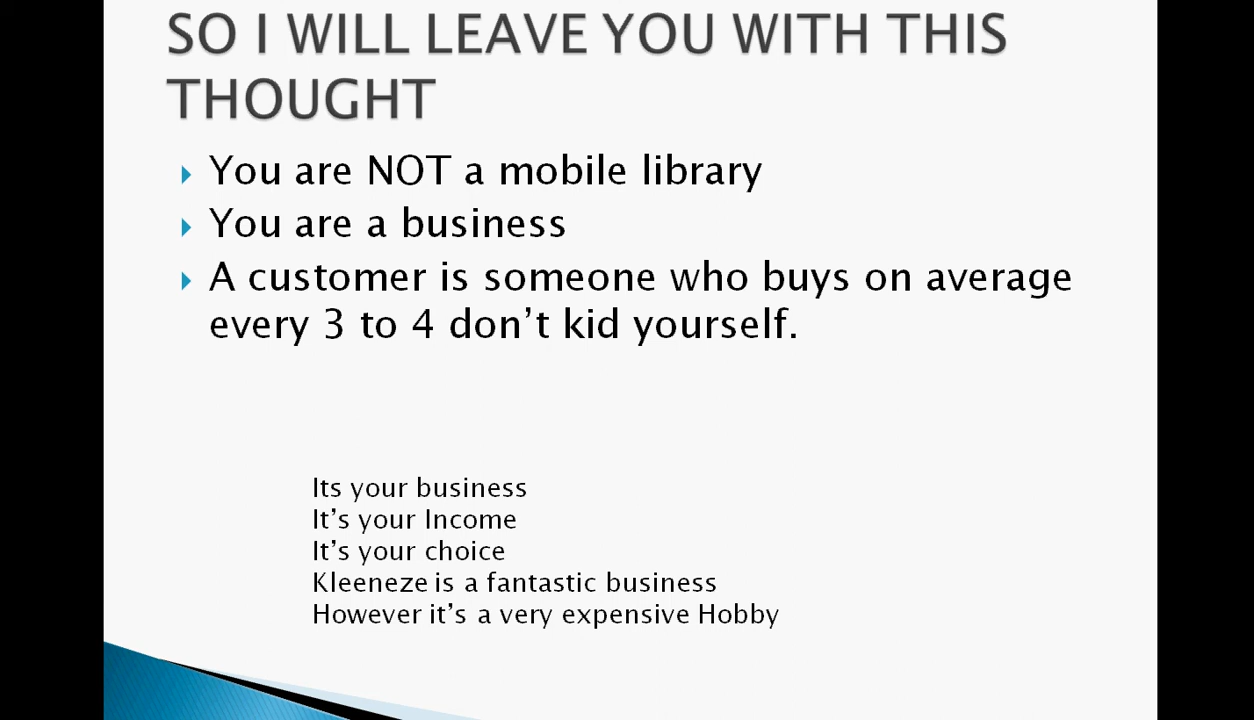 SO I WILL LEAVE YOU WITH THIS
THOUGHT
You are NOT a mobile library
You are a business
A customer is someone who buys on average
every 3 to 4 don’t kid yourself.
Its your business
It’s your Income
It’s your choice
Kleeneze is a fantastic business
However it’s a very expensive Hobby